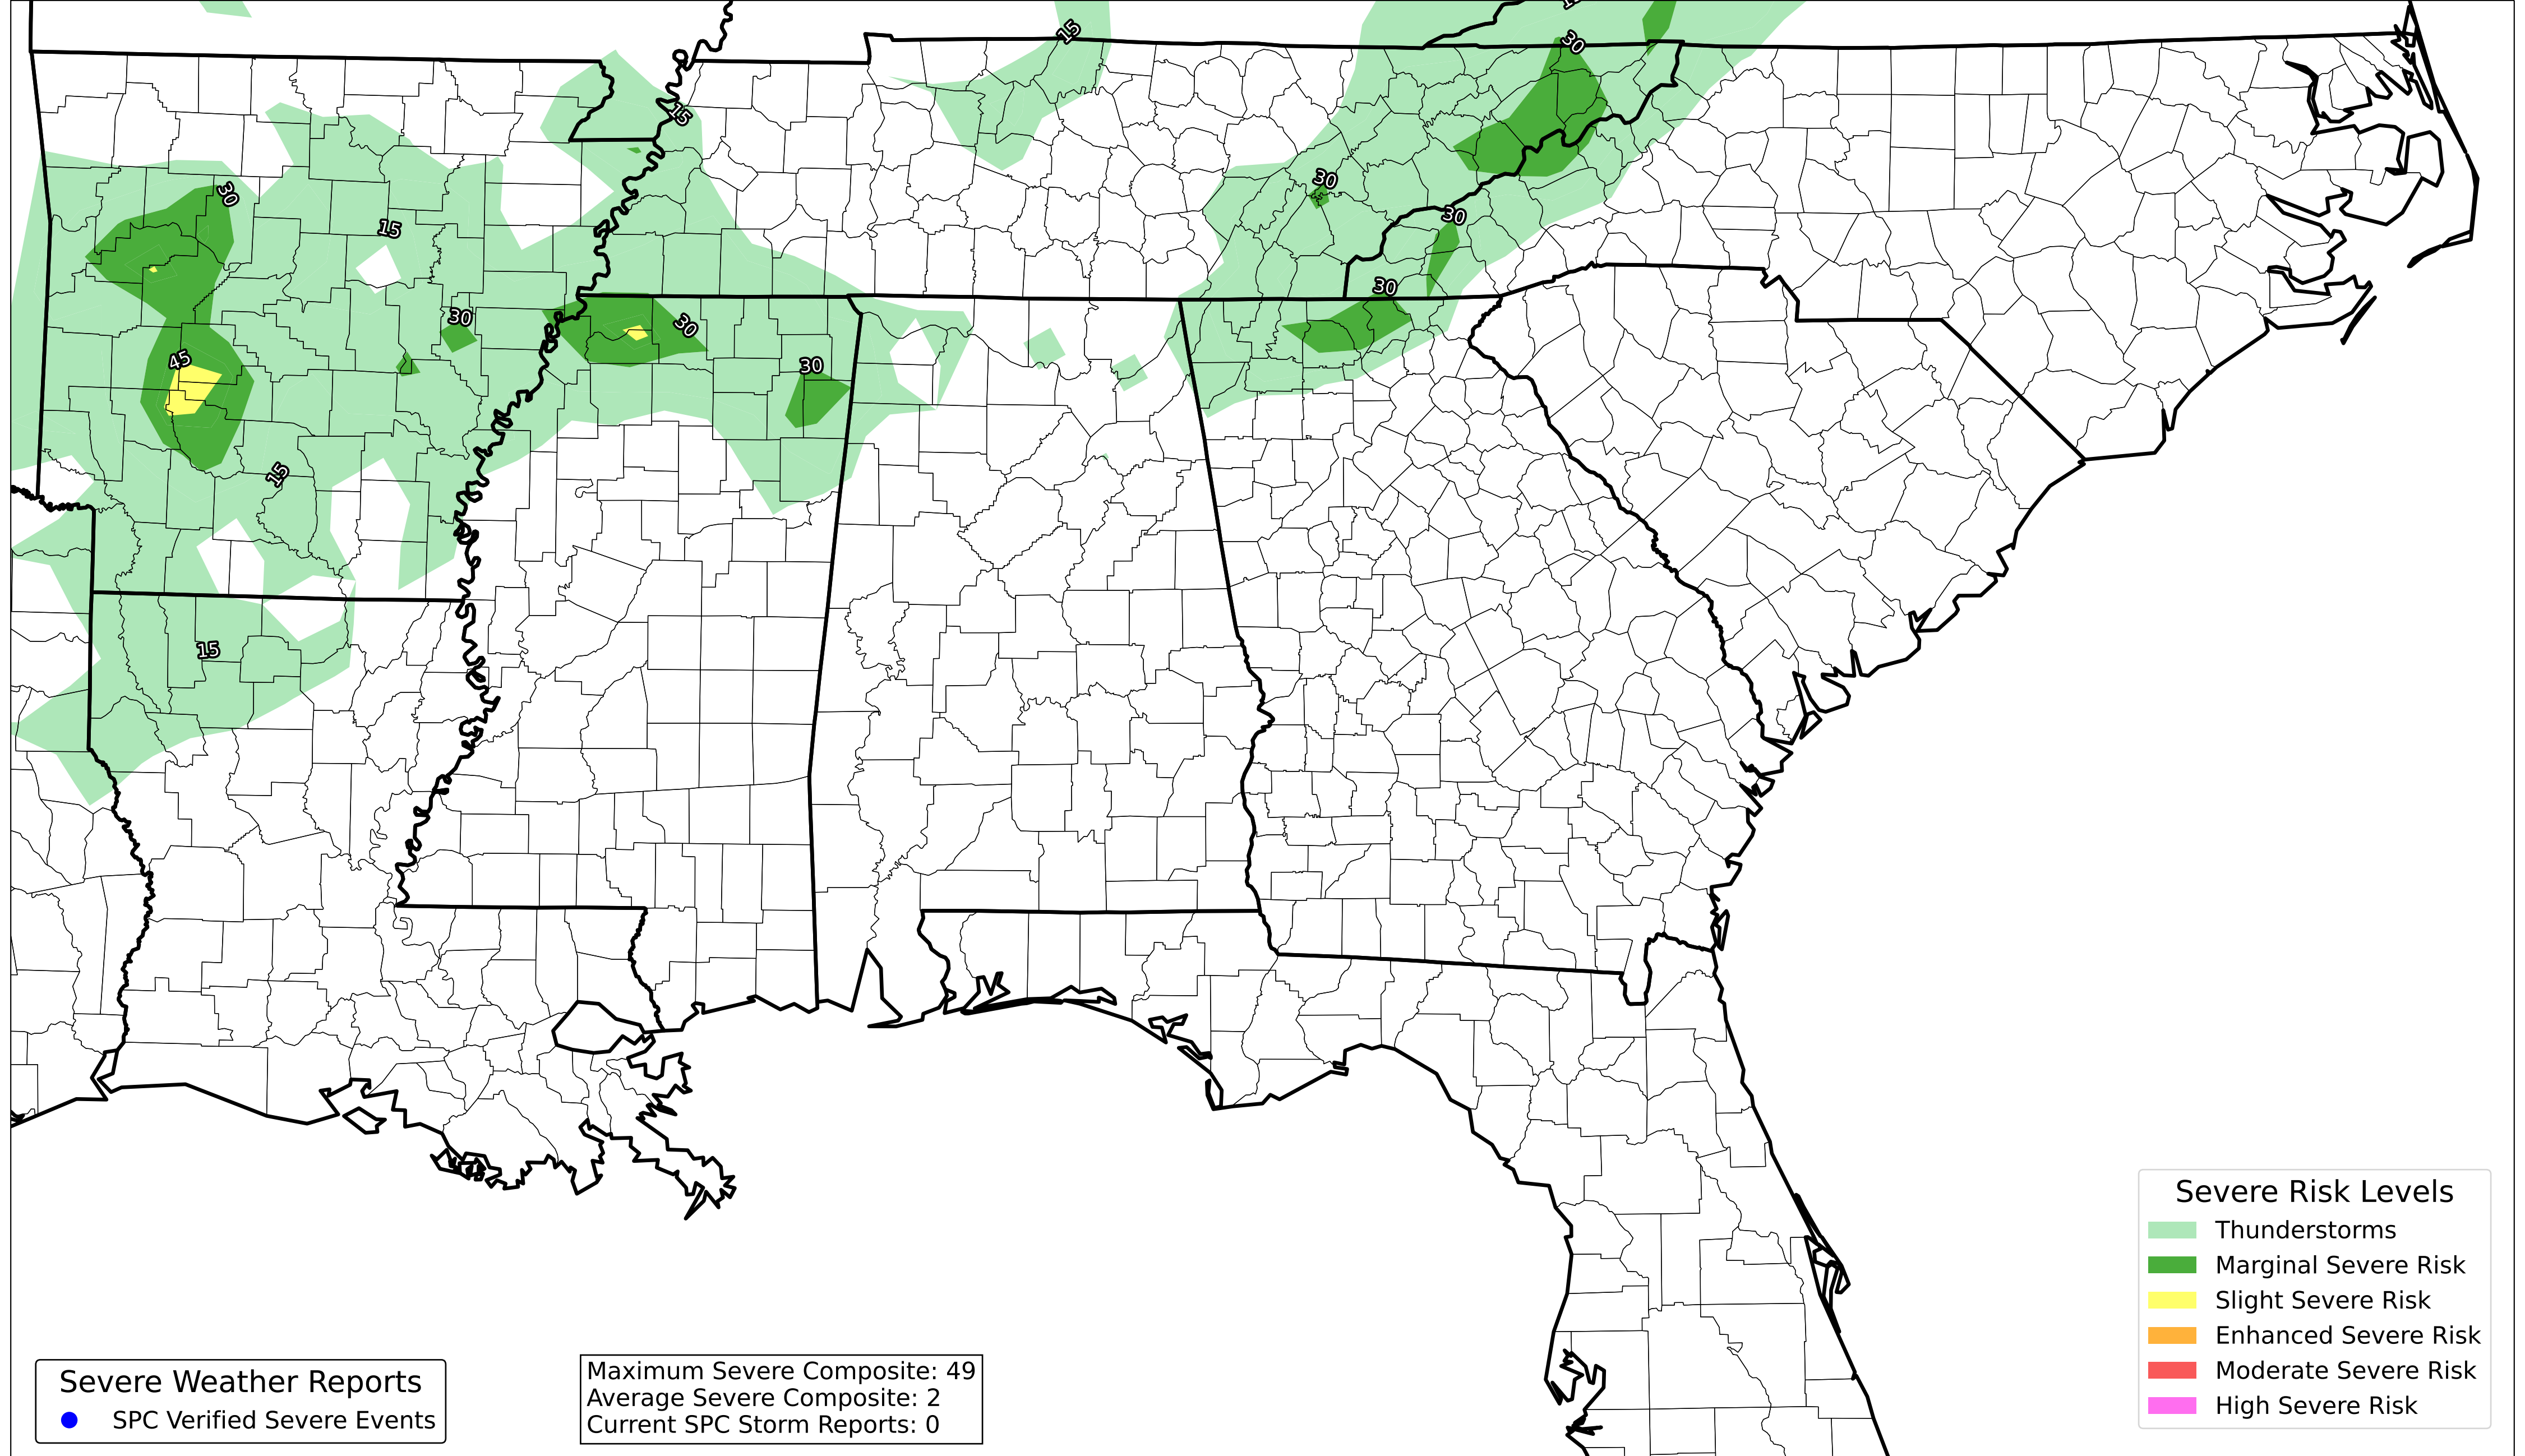 15
15
30
15
30
30
15
30
30
30
30
30
45
15
15
Severe Risk Levels
Thunderstorms
Marginal Severe Risk
Slight Severe Risk
Enhanced Severe Risk
Moderate Severe Risk
High Severe Risk
Severe Weather Reports
SPC Verified Severe Events
Maximum Severe Composite: 49
Average Severe Composite: 2
Current SPC Storm Reports: 0